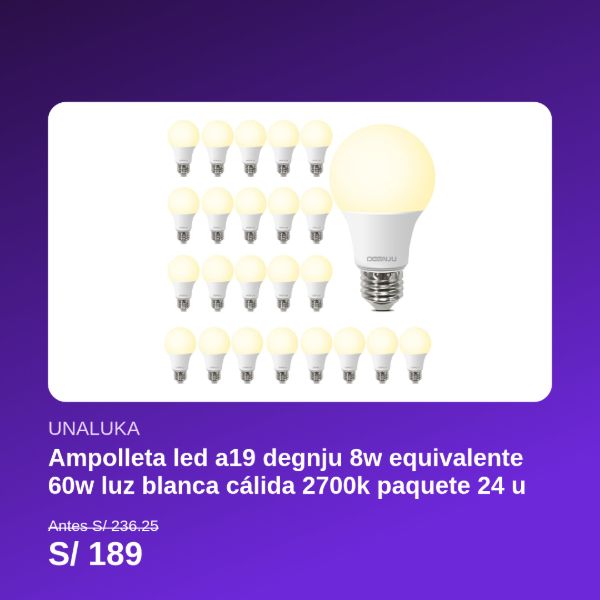 UNALUKA
Ampolleta led a19 degnju 8w equivalente
60w luz blanca cálida 2700k paquete 24 u
Antes S/ 236.25
S/ 189